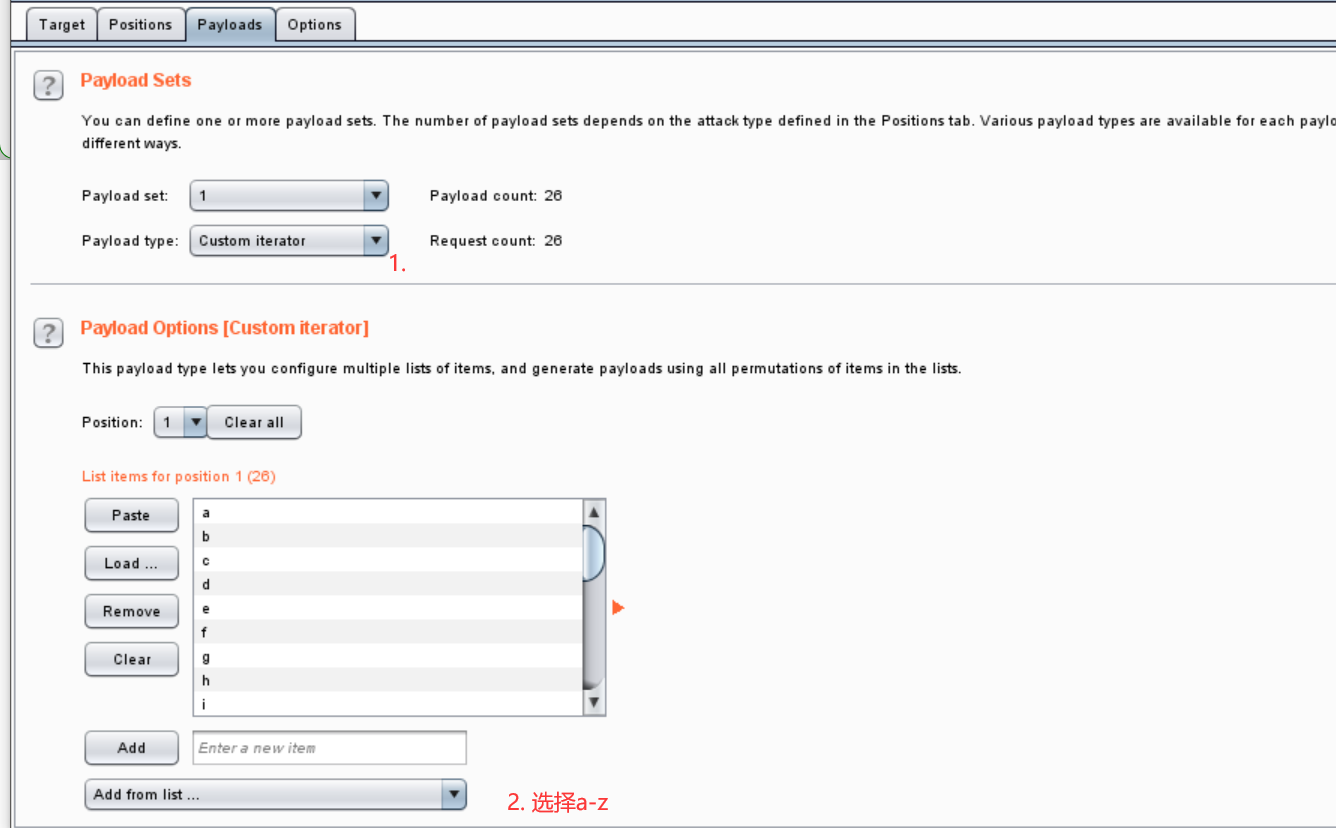 Target Positions Payloads Options
? Payload Sets
You can define one or more payload sets. The number of payload sets depends on the attack type defined in the Positions tab. Various payload types are available for each
different ways.
Payload set: 1 Payload count: 26
Payload type: Custom iterator Request count: 26
1.
? Payload Options [Custom iterator]
This payload type lets you configure multiple lists of items, and generate payloads using all permutations of items in the lists.
Position: 1 Clear all
List items for position 1 (26)
Paste
Load ...
Remove
Clear
a
b
c
d
e
f
g
h
i
Add Enter a new item
Add from list ...
2. 选择a-z